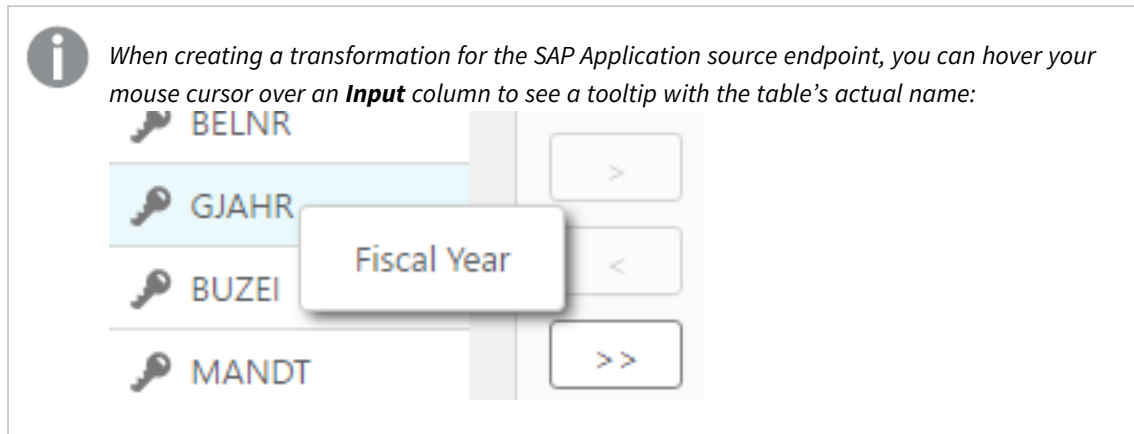 When creating a transformation for the SAP Application source endpoint, you can hover your
mouse cursor over an Input column to see a tooltip with the table’s actual name:
BELNR
>
GJAHR
Fiscal Year
<
BUZEI
>>
MANDT